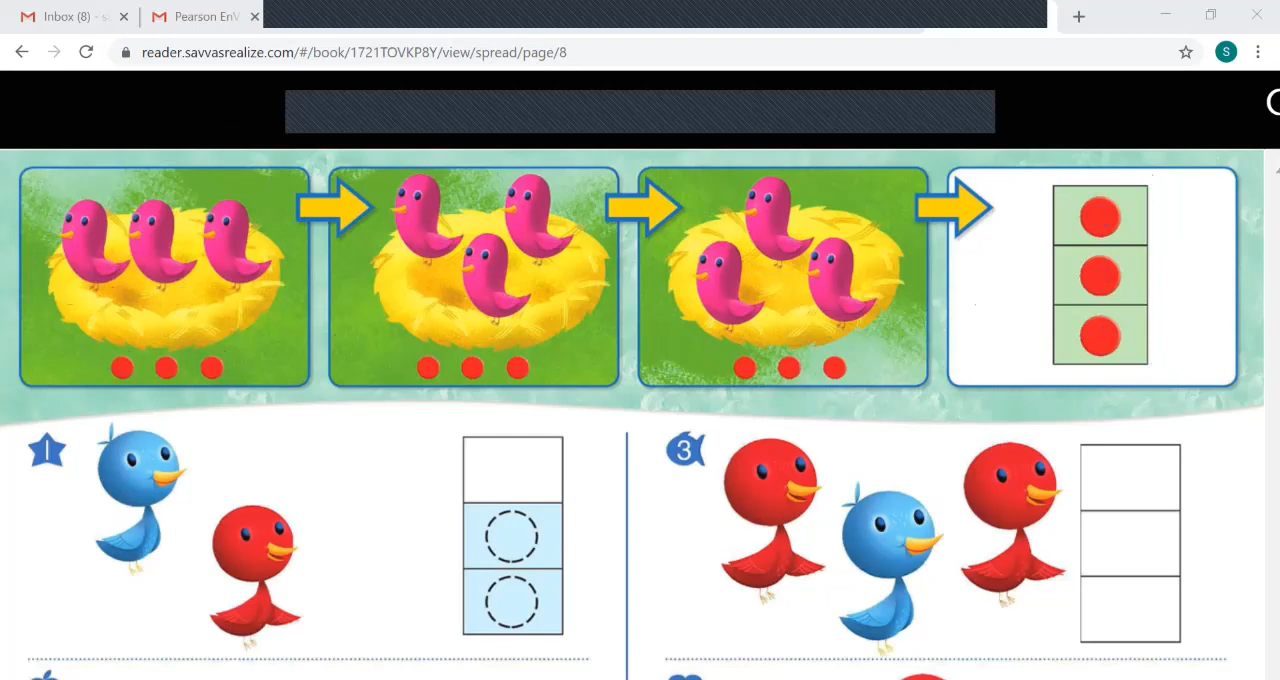 Inbox (8) - s
Pearson EnV
reader.savvasrealize.com/#/book/1721TOVKP8Y/view/spread/page/8
S
1
3